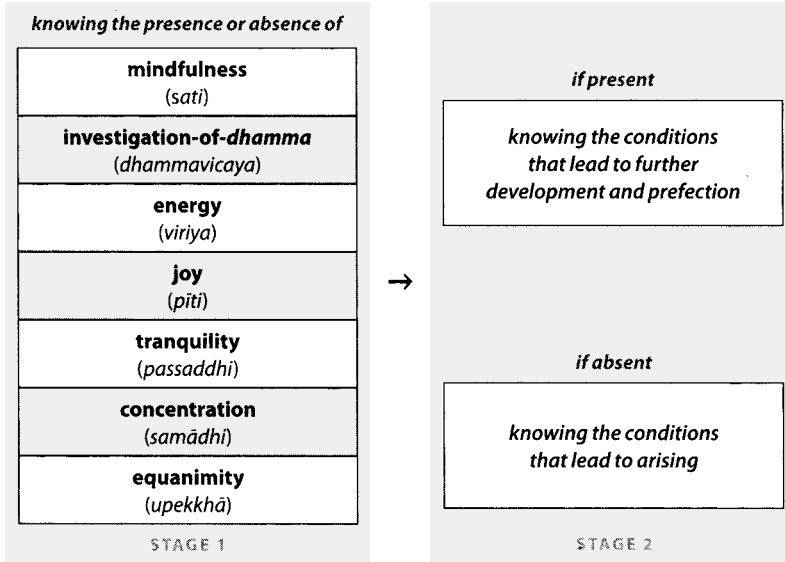 knowing the presence or absence of
mindfulness
(sati)
investigation-of-dhamma
(dhammavicaya)
energy
(viriya)
joy
(pīti)
tranquility
(passaddhi)
concentration
(samādhi)
equanimity
(upekkhā)
STAGE 1
→
if present
knowing the conditions
that lead to further
development and prefection
if absent
knowing the conditions
that lead to arising
STAGE 2